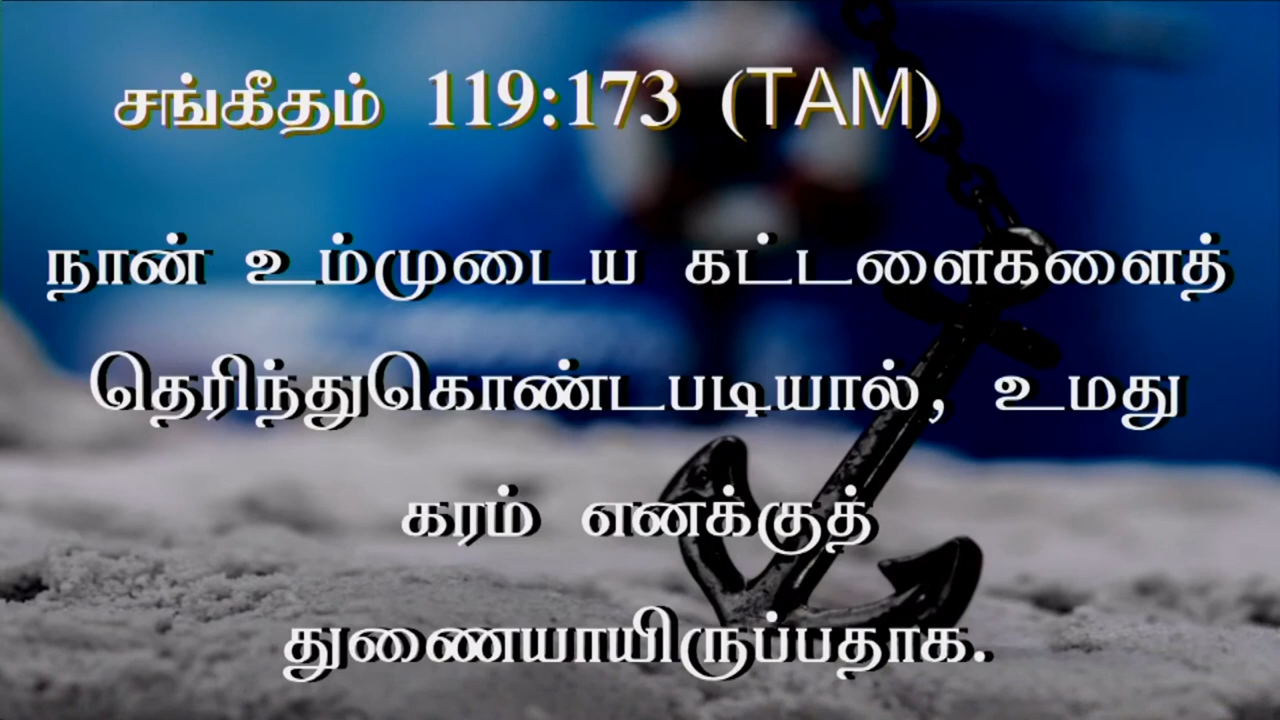 சங்கீதம் 119:173 (TAM)
நான் உம்முடைய கட்டளைகளைத்
தெரிந்துகொண்டபடியால், உமது
கரம் எனக்குத்
துணையாயிருப்பதாக.